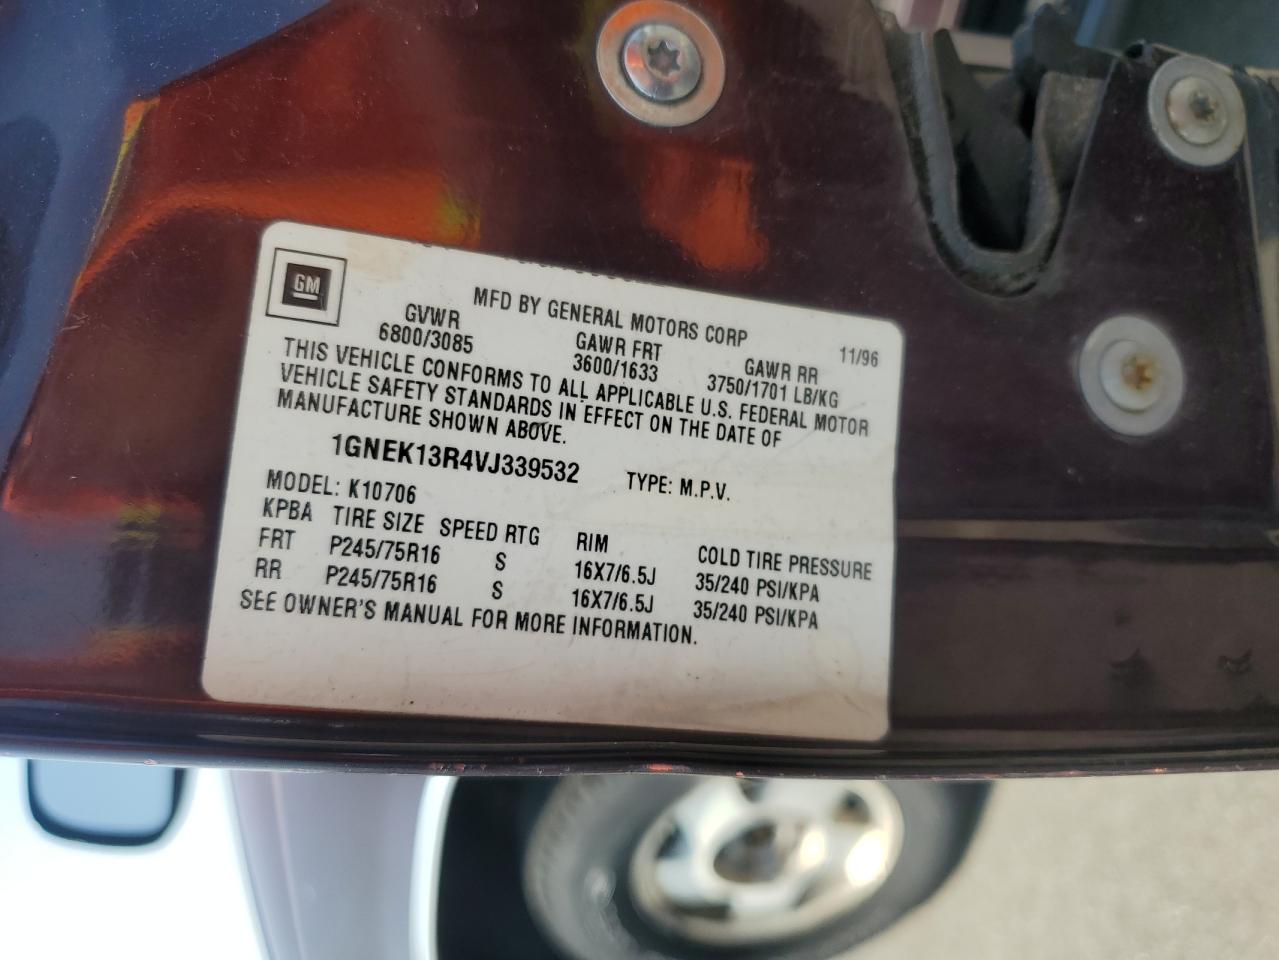 GM
MFD BY GENERAL MOTORS CORP 11/96
GVWR GAWR FRT GAWR RR
6800/3085 3600/1633 3750/1701 LB/KG
THIS VEHICLE CONFORMS TO ALL APPLICABLE U.S. FEDERAL MOTOR
VEHICLE SAFETY STANDARDS IN EFFECT ON THE DATE OF
MANUFACTURE SHOWN ABOVE.
1GNEK13R4VJ339532 TYPE: M.P.V.
MODEL: K10706
KPBA TIRE SIZE SPEED RTG RIM COLD TIRE PRESSURE
FRT P245/75R16 S 16X7/6.5J 35/240 PSI/KPA
RR P245/75R16 S 16X7/6.5J 35/240 PSI/KPA
SEE OWNER'S MANUAL FOR MORE INFORMATION.